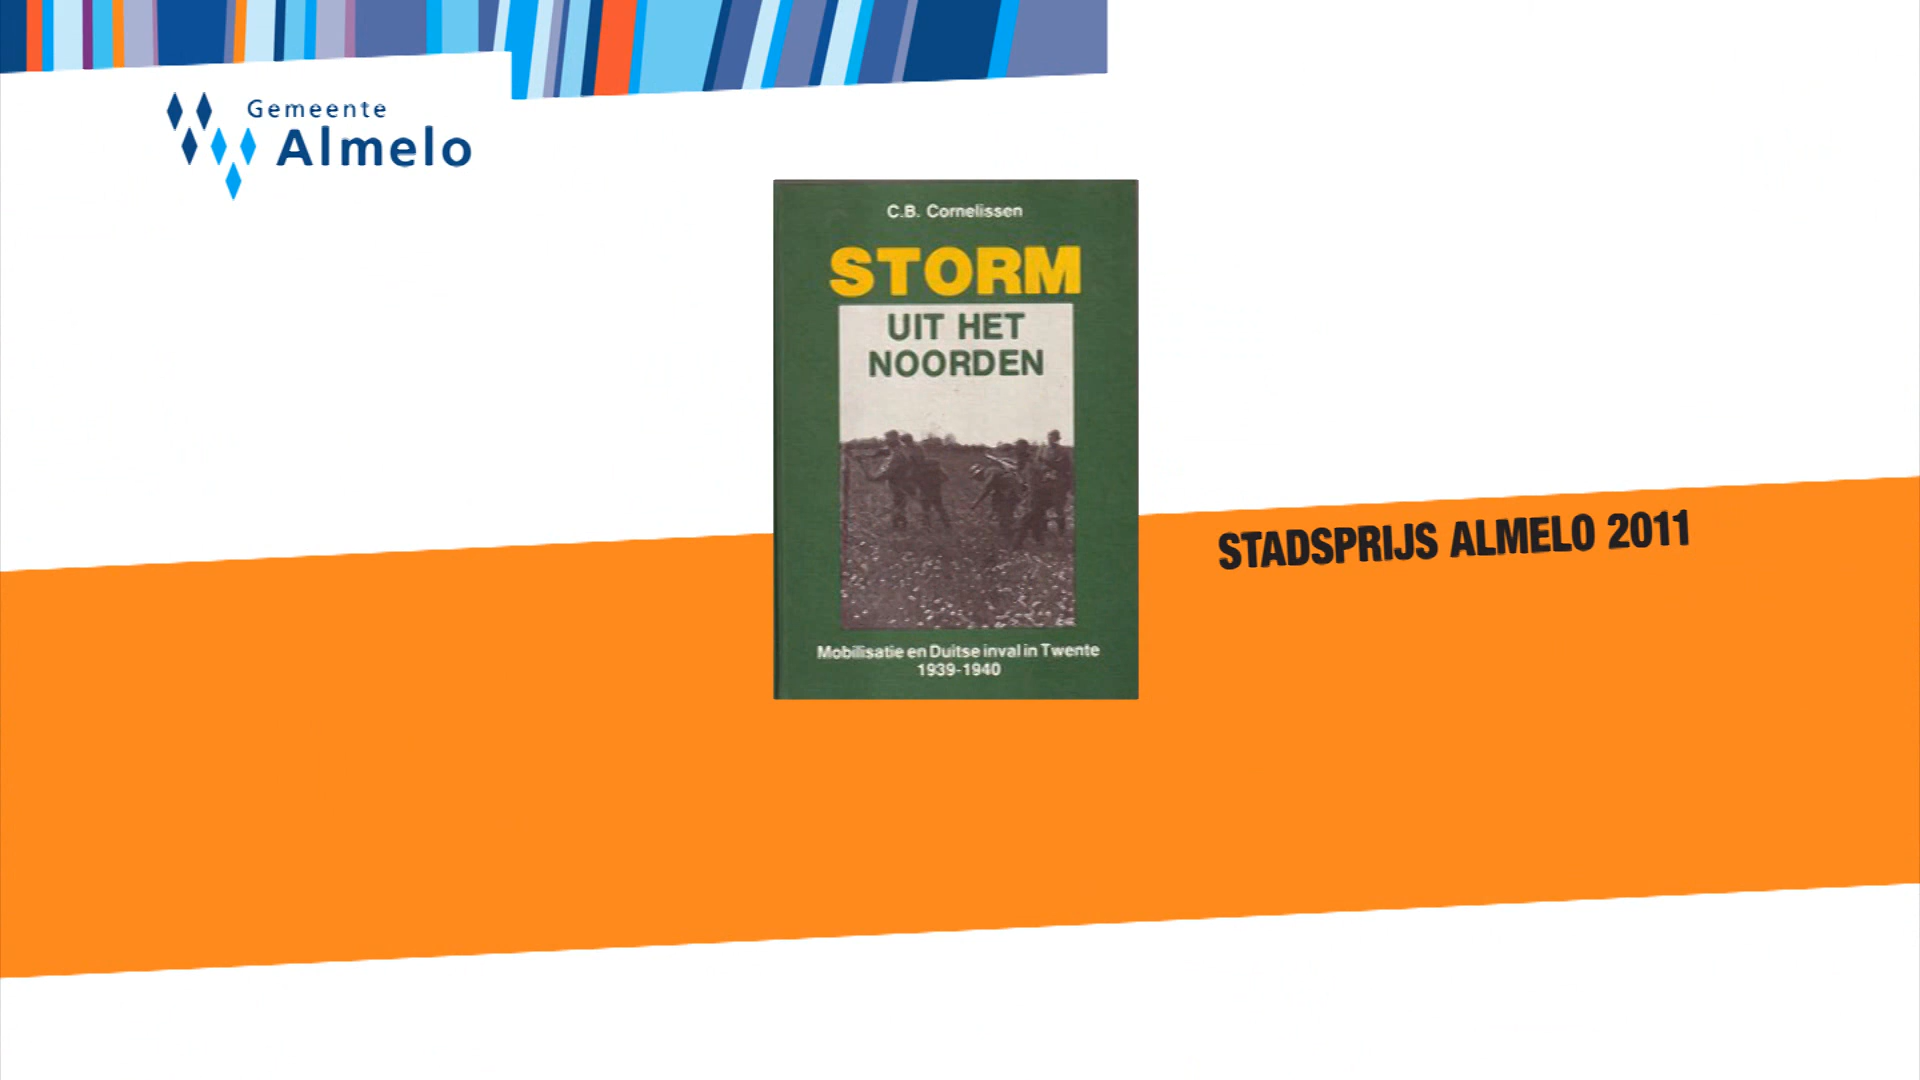 Gemeente
Almelo
C.B. Cornelissen
STORM
UIT HET
NOORDEN
Mobilisatie en Duitse inval in Twente
1939-1940
STADSPRIJS ALMELO 2011